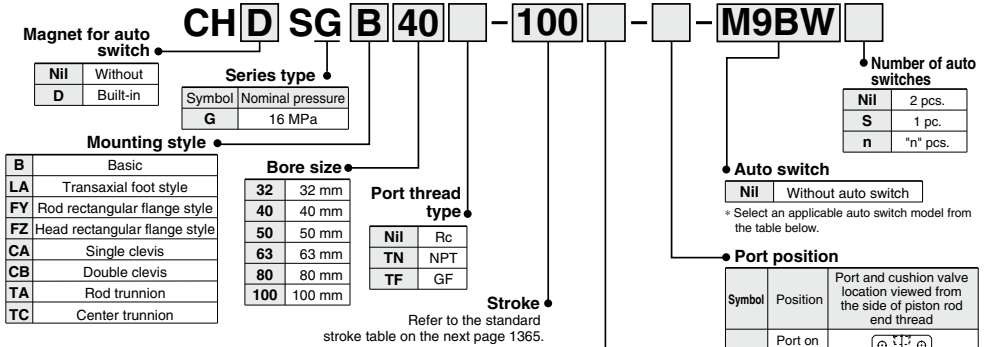 CH D SG B 40 – 100 – – M9BW
Magnet for auto
switch
Nil Without
D Built-in
Series type
Symbol Nominal pressure
G 16 MPa
Mounting style
B Basic
LA Transaxial foot style
FY Rod rectangular flange style
FZ Head rectangular flange style
CA Single clevis
CB Double clevis
TA Rod trunnion
TC Center trunnion
Bore size
32 32 mm
40 40 mm
50 50 mm
63 63 mm
80 80 mm
100 100 mm
Port thread
type
Nil Rc
TN NPT
TF GF
Stroke
Refer to the standard
stroke table on the next page 1365.
Number of auto
switches
Nil 2 pcs.
S 1 pc.
n "n" pcs.
Auto switch
Nil Without auto switch
∗ Select an applicable auto switch model from
the table below.
Port position
Symbol Position Port and cushion valve
location viewed from
the side of piston rod
end thread
Port on